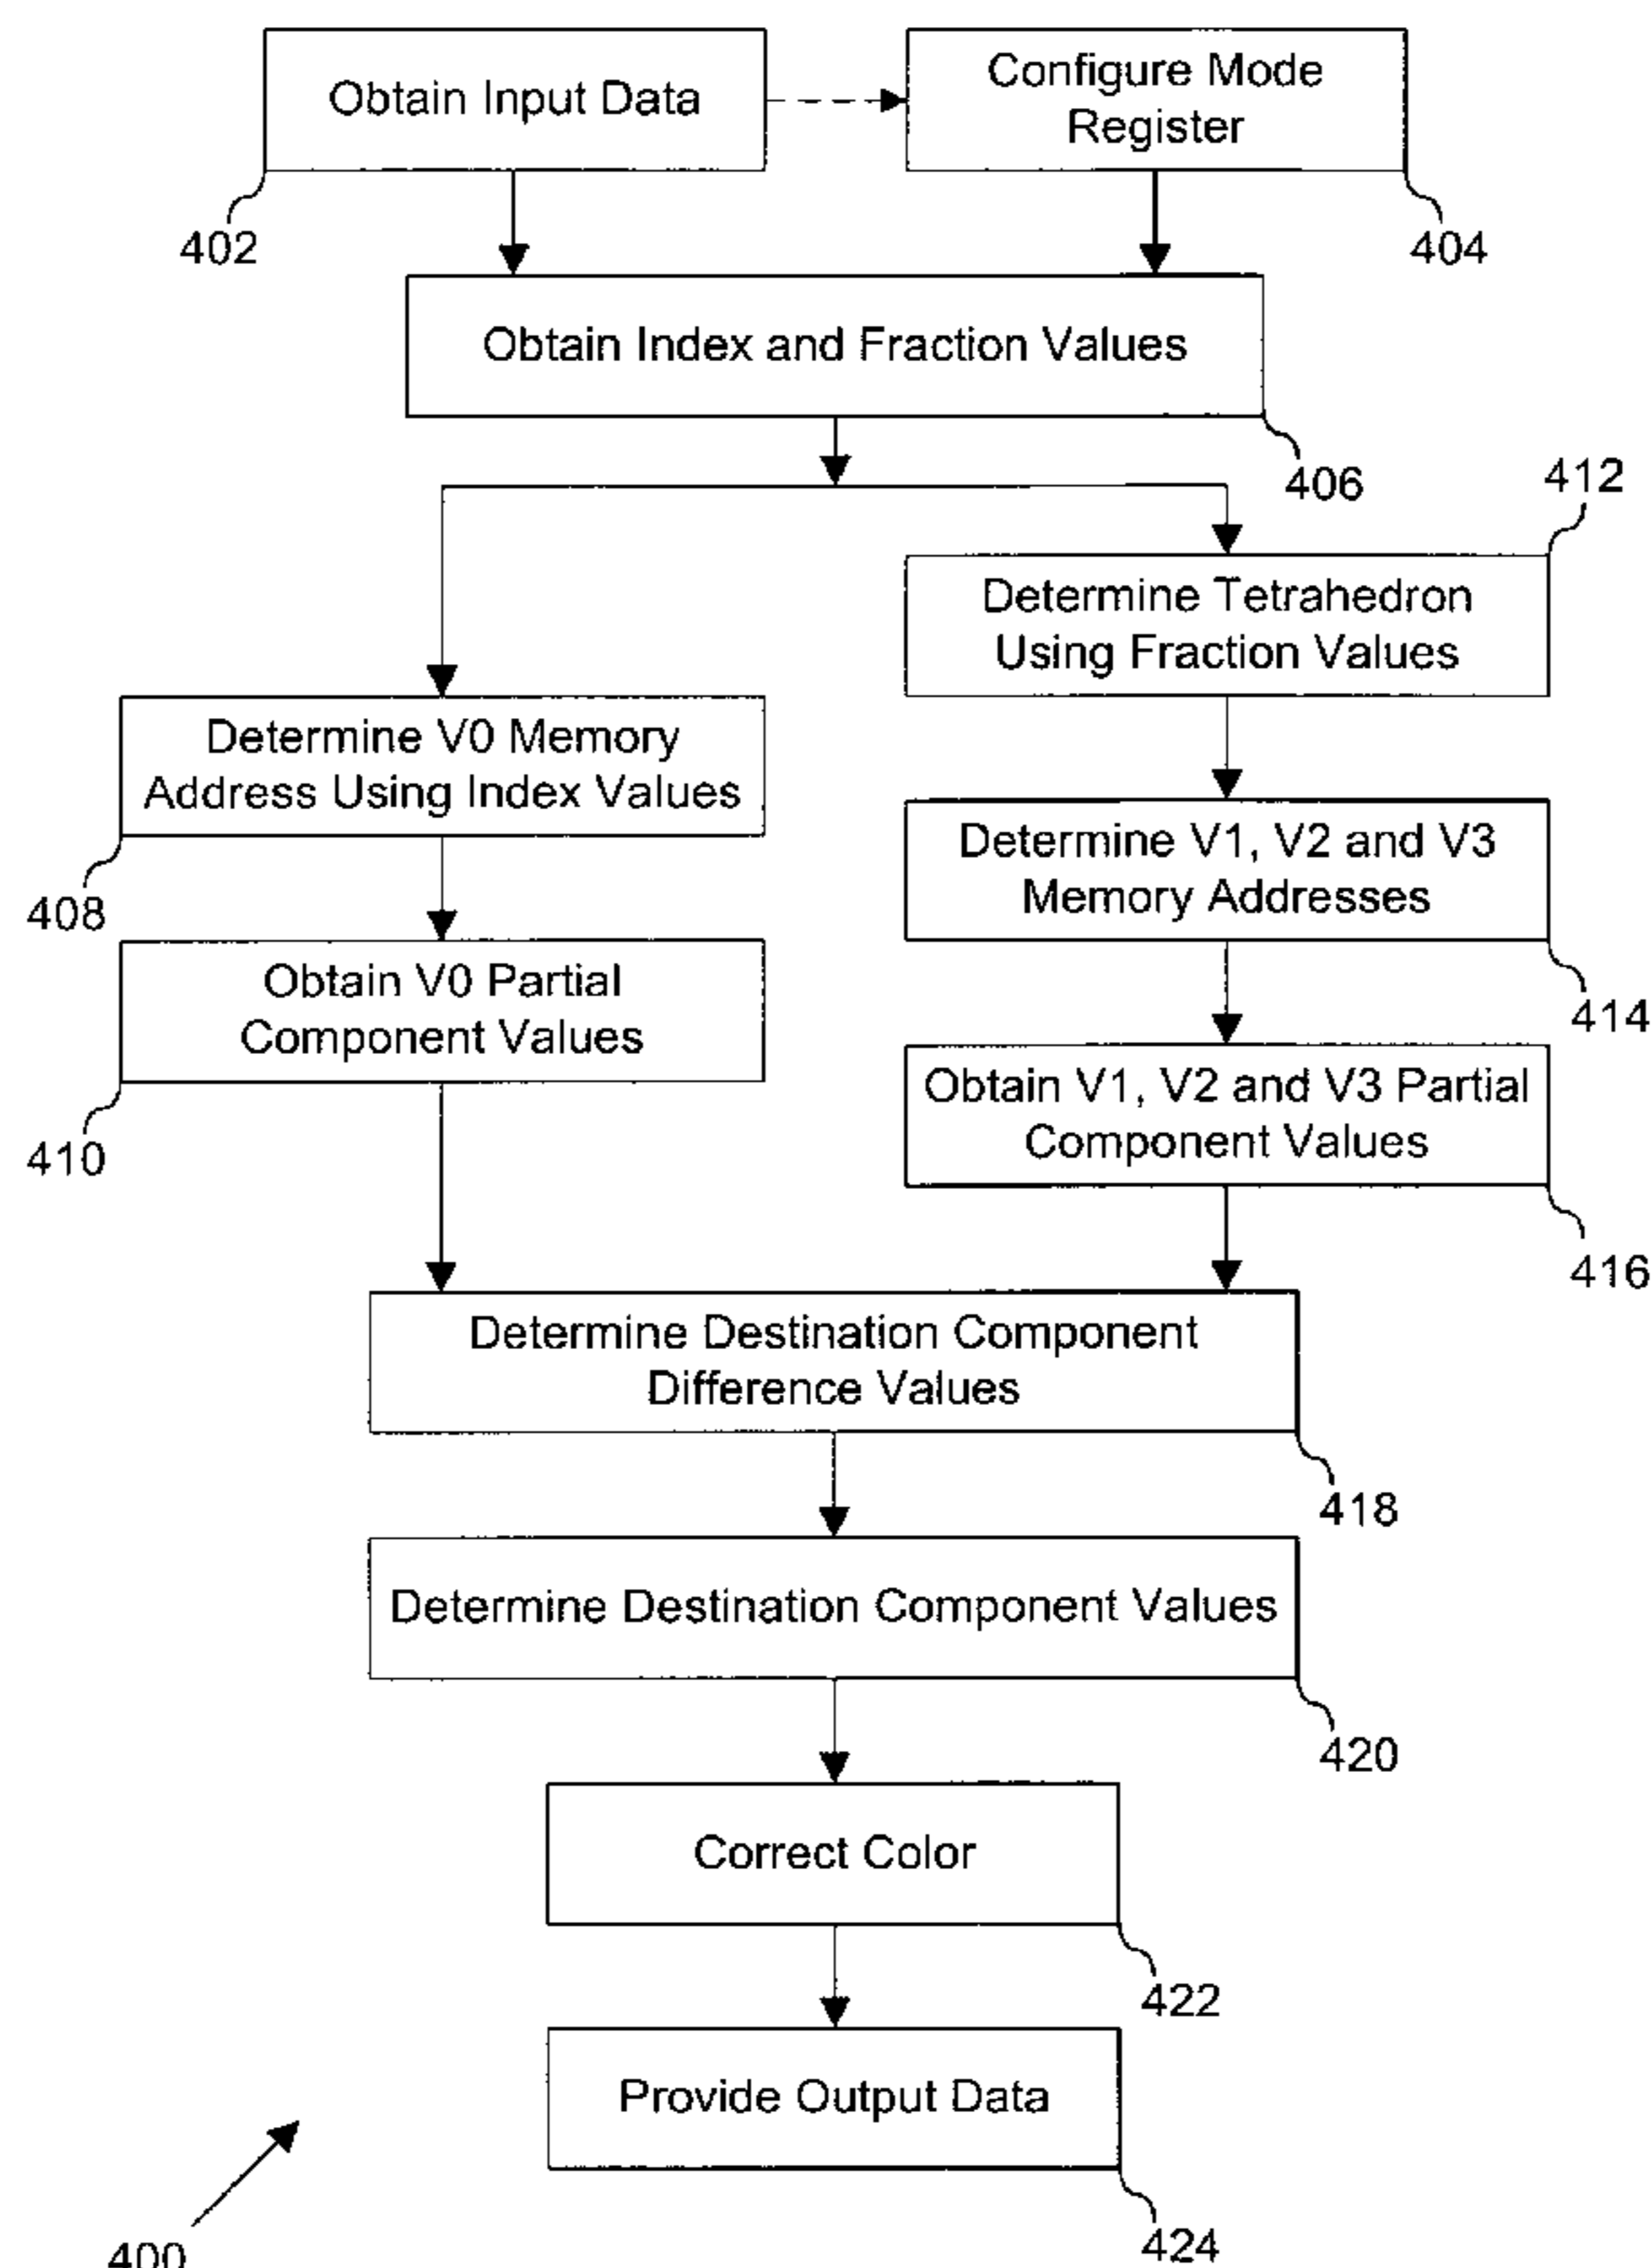 Obtain Input Data
Configure Mode
Register
402
404
Obtain Index and Fraction Values
406
412
Determine Tetrahedron
Using Fraction Values
Determine V0 Memory
Address Using Index Values
408
Determine V1, V2 and V3
Memory Addresses
414
Obtain V0 Partial
Component Values
410
Obtain V1, V2 and V3 Partial
Component Values
416
Determine Destination Component
Difference Values
418
Determine Destination Component Values
420
Correct Color
422
Provide Output Data
424
400